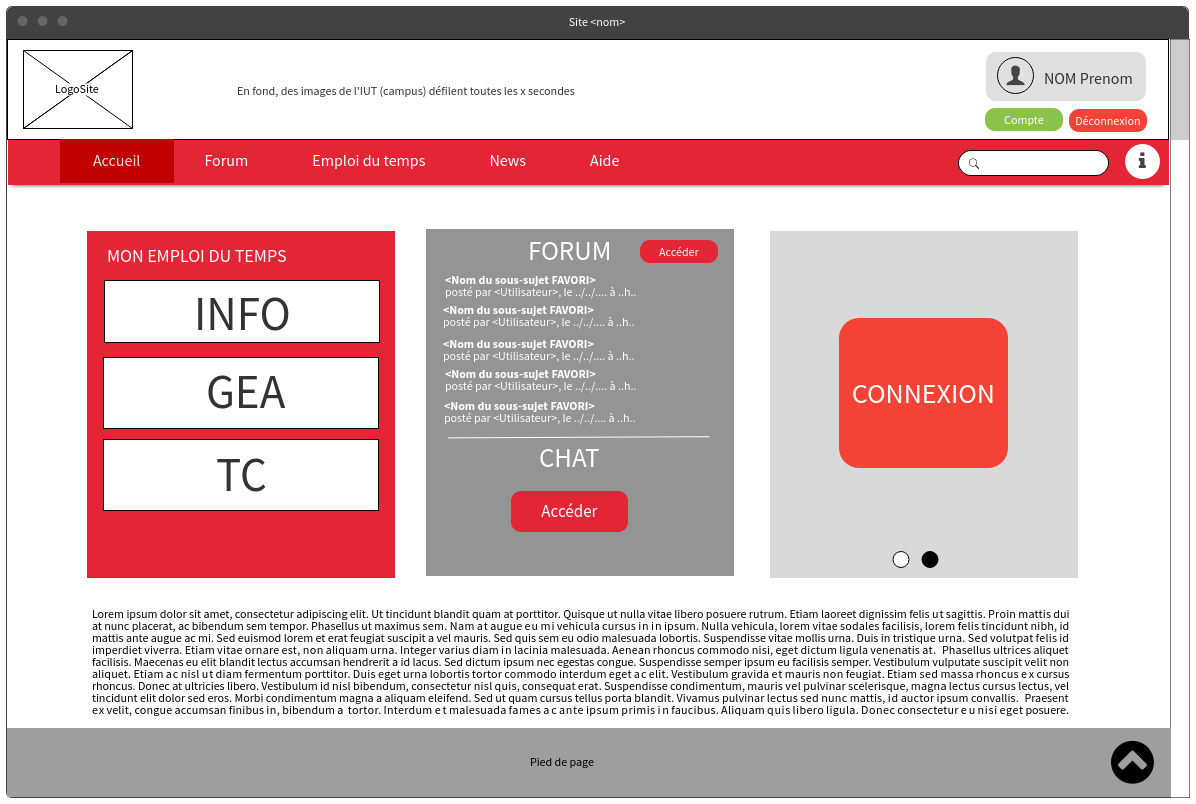 Site <nom>
LogoSite
En fond, des images de l'IUT (campus) défilent toutes les x secondes
NOM Prenom
Compte
Déconnexion
Accueil
Forum
Emploi du temps
News
Aide
MON EMPLOI DU TEMPS
INFO
GEA
TC
FORUM
Accéder
<Nom du sous-sujet FAVORI>
posté par <Utilisateur>, le ../../.... à ..h..
<Nom du sous-sujet FAVORI>
posté par <Utilisateur>, le ../../.... à ..h..
<Nom du sous-sujet FAVORI>
posté par <Utilisateur>, le ../../.... à ..h..
<Nom du sous-sujet FAVORI>
posté par <Utilisateur>, le ../../.... à ..h..
<Nom du sous-sujet FAVORI>
posté par <Utilisateur>, le ../../.... à ..h..
CHAT
Accéder
CONNEXION
Lorem ipsum dolor sit amet, consectetur adipiscing elit. Ut tincidunt blandit quam at porttitor. Quisque ut nulla vitae libero posuere rutrum. Etiam laoreet dignissim felis ut sagittis. Proin mattis dui
at nunc placerat, ac bibendum sem tempor. Phasellus ut maximus sem. Nam at augue eu mi vehicula cursus in in ipsum. Nulla vehicula, lorem vitae sodales facilisis, lorem felis tincidunt nibh, id
mattis ante augue ac mi. Sed euismod lorem et erat feugiat suscipit a vel mauris. Sed quis sem eu odio malesuada lobortis. Suspendisse vitae mollis urna. Duis in tristique urna. Sed volutpat felis id
imperdiet viverra. Etiam vitae ornare est, non aliquam urna. Integer varius diam in lacinia malesuada. Aenean rhoncus commodo nisi, eget dictum ligula venenatis at. Phasellus ultrices aliquet
facilisis. Maecenas eu elit blandit lectus accumsan hendrerit a id lacus. Sed dictum ipsum nec egestas congue. Suspendisse semper ipsum eu facilisis semper. Vestibulum vulputate suscipit velit non
aliquet. Etiam ac nisl ut diam fermentum porttitor. Duis eget urna lobortis tortor commodo interdum eget ac elit. Vestibulum gravida et mauris non feugiat. Etiam sed massa rhoncus ex cursus
rhoncus. Donec at ultricies libero. Vestibulum id nisl bibendum, consectetur nisl quis, consequat erat. Suspendisse condimentum, mauris vel pulvinar scelerisque, magna lectus cursus lectus, vel
tincidunt elit dolor sed eros. Morbi condimentum magna a aliquam eleifend. Sed ut quam cursus tellus porta blandit. Vivamus pulvinar lectus sed nunc mattis, id auctor ipsum convallis. Praesent
ex velit, congue accumsan finibus in, bibendum a tortor. Interdum et malesuada fames ac ante ipsum primis in faucibus. Aliquam quis libero ligula. Donec consectetur eu nisi eget posuere.
Pied de page